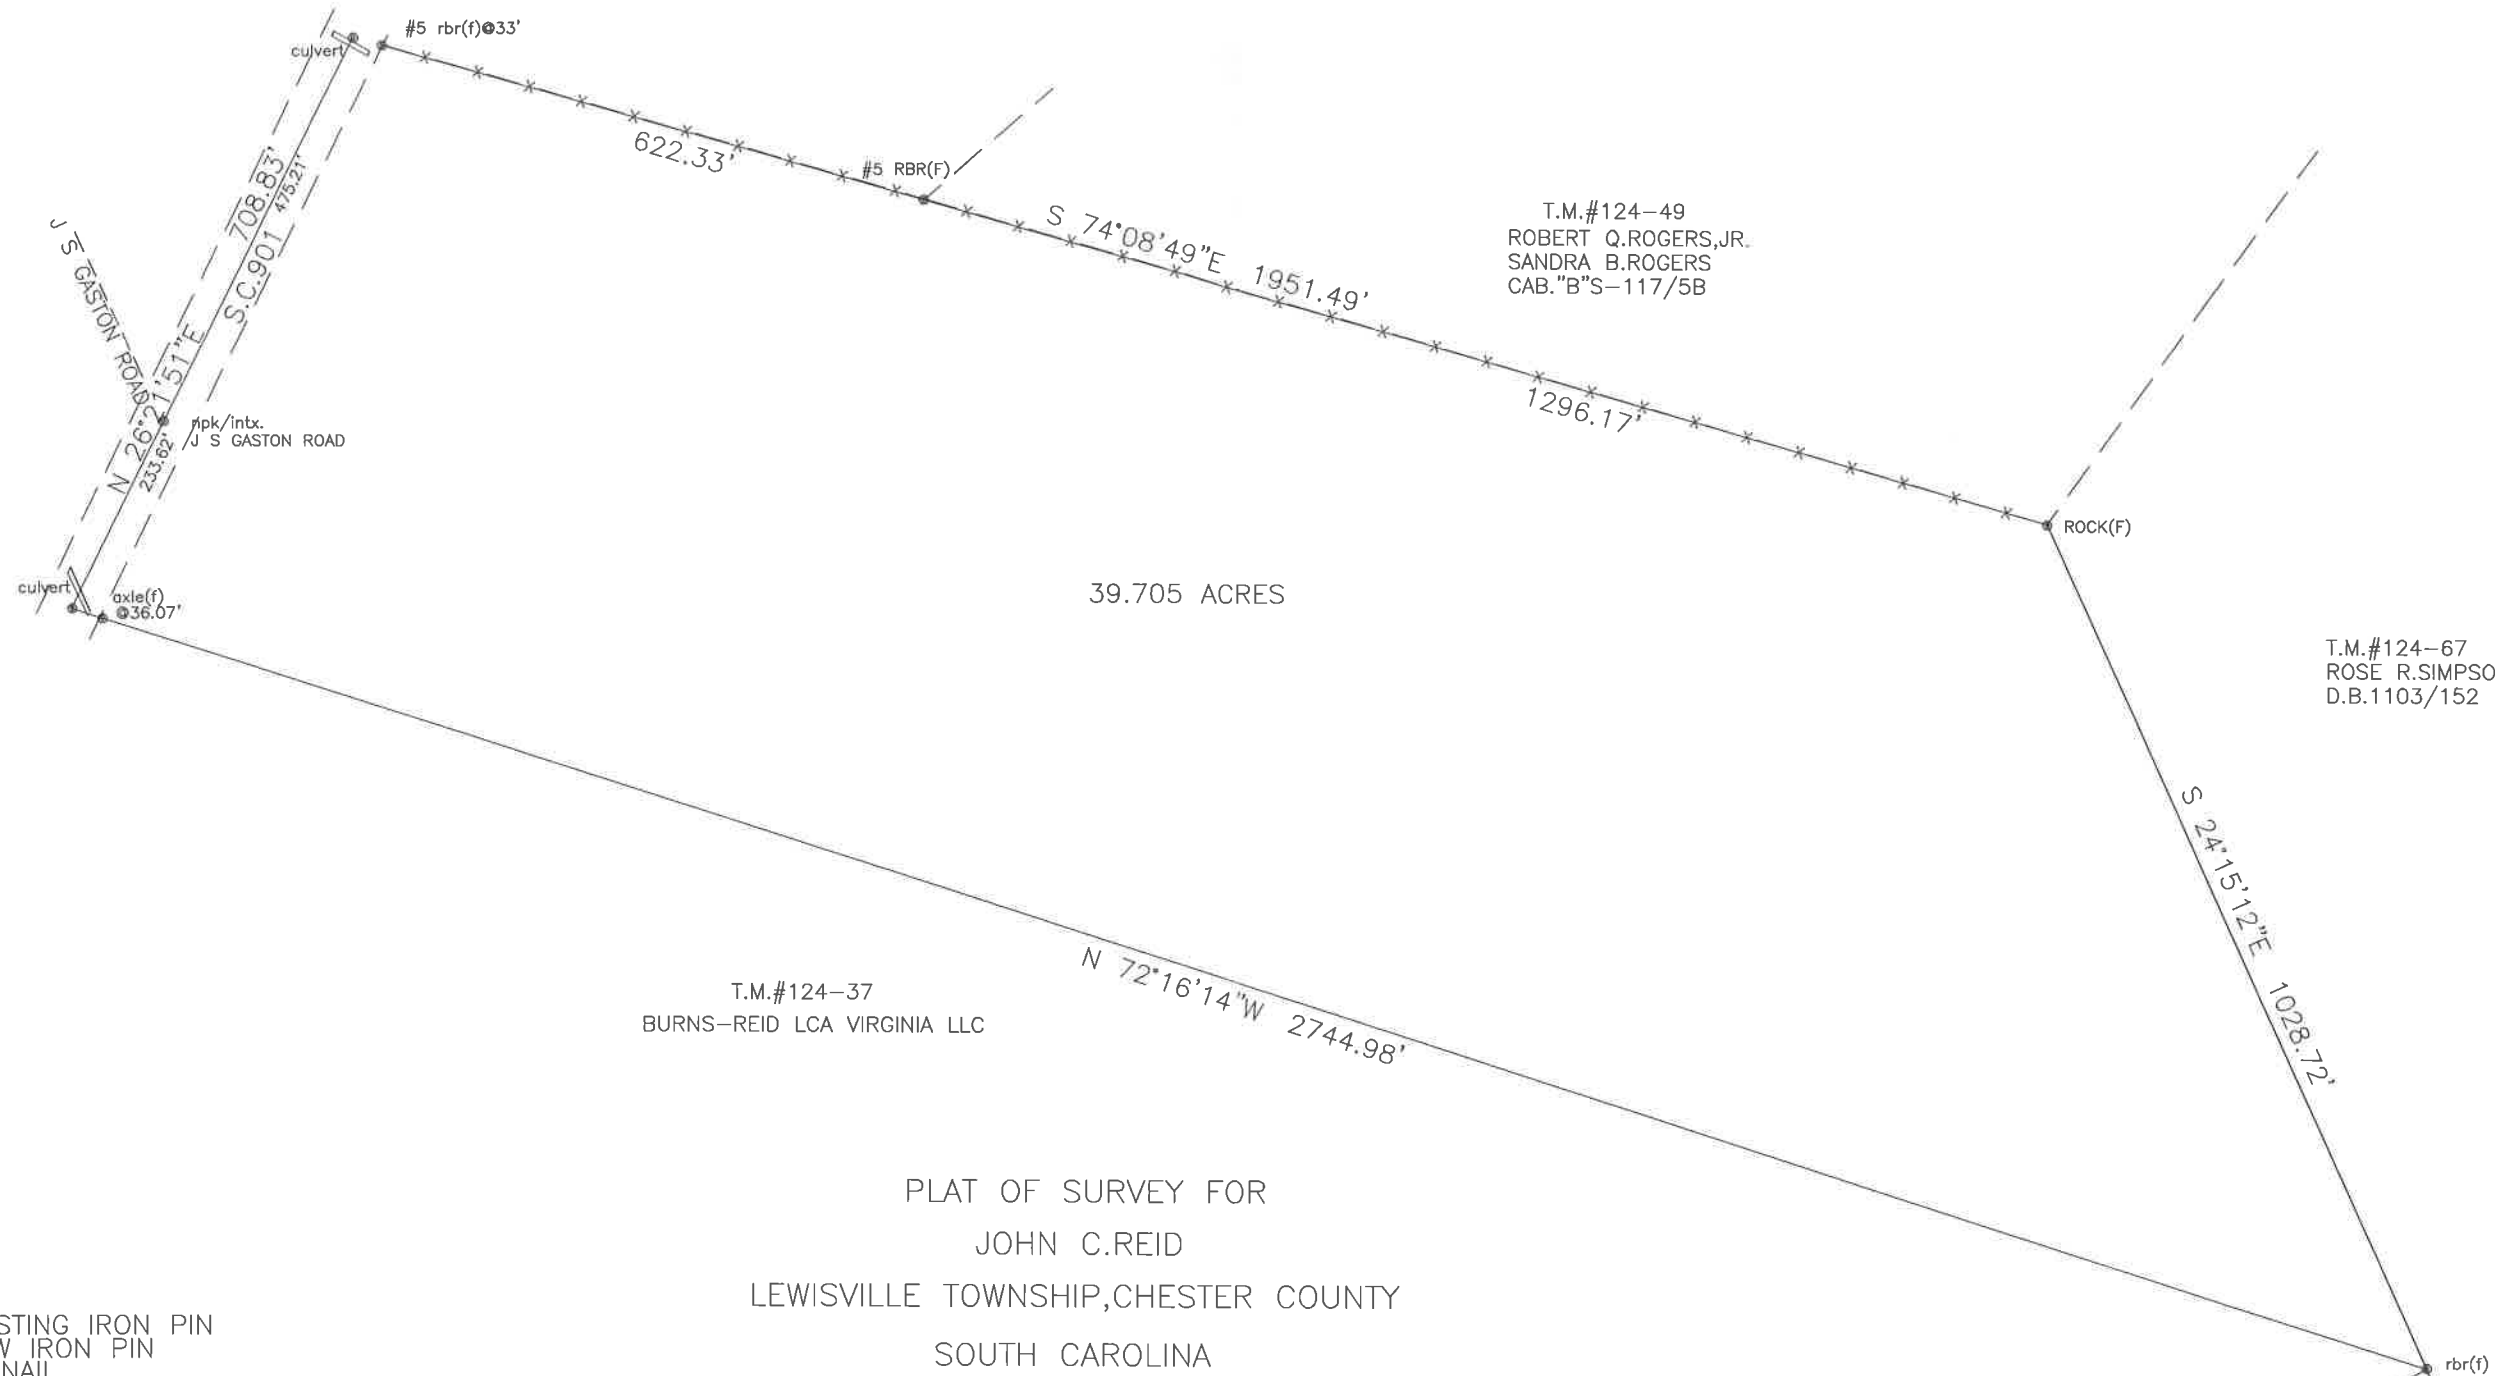 #5 rbr(f)@33'
culvert
622.33'
#5 RBR(F)
S 74°08'49"E 1951.49'
1296.17'
T.M.#124-49
ROBERT Q.ROGERS,JR.
SANDRA B.ROGERS
CAB."B"S-117/5B
N 26°21'51"E 708.83'
S.C.901 475.21'
233.62'
J S GASTON ROAD
npk/intx.
J S GASTON ROAD
culvert
axle(f)
@36.07'
ROCK(F)
39.705 ACRES
T.M.#124-67
ROSE R.SIMPSO
D.B.1103/152
S 24°15'12"E 1028.72'
N 72°16'14"W 2744.98'
T.M.#124-37
BURNS-REID LCA VIRGINIA LLC
PLAT OF SURVEY FOR
JOHN C.REID
LEWISVILLE TOWNSHIP,CHESTER COUNTY
SOUTH CAROLINA
STING IRON PIN
W IRON PIN
NAIL
rbr(f)